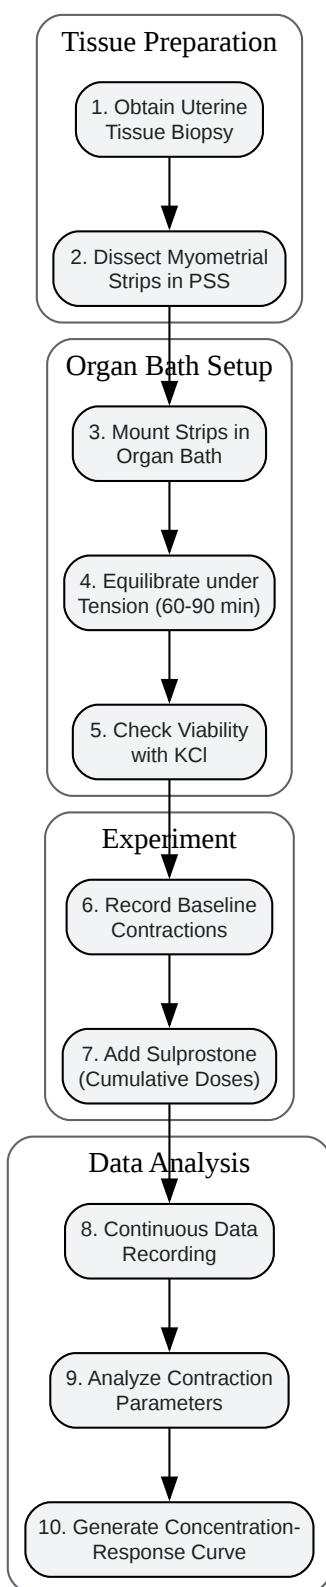 Tissue Preparation
1. Obtain Uterine
Tissue Biopsy
2. Dissect Myometrial
Strips in PSS
Organ Bath Setup
3. Mount Strips in
Organ Bath
4. Equilibrate under
Tension (60-90 min)
5. Check Viability
with KCl
Experiment
6. Record Baseline
Contractions
7. Add Sulprostone
(Cumulative Doses)
Data Analysis
8. Continuous Data
Recording
9. Analyze Contraction
Parameters
10. Generate Concentration-
Response Curve